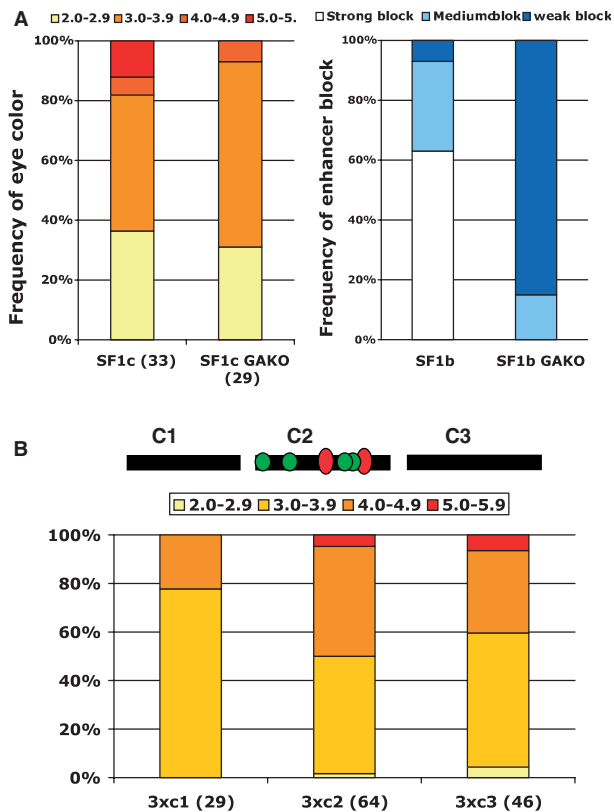 A
2.0-2.9 3.0-3.9 4.0-4.9 5.0-5.
Frequency of eye color
100%
80%
60%
40%
20%
0%
SF1c (33)
SF1c GAKO
(29)
Strong block Medium blok weak block
Frequency of enhancer block
100%
80%
60%
40%
20%
0%
SF1b
SF1b GAKO
B
C1 C2 C3
2.0-2.9 3.0-3.9 4.0-4.9 5.0-5.9
100%
80%
60%
40%
20%
0%
3xc1 (29) 3xc2 (64) 3xc3 (46)